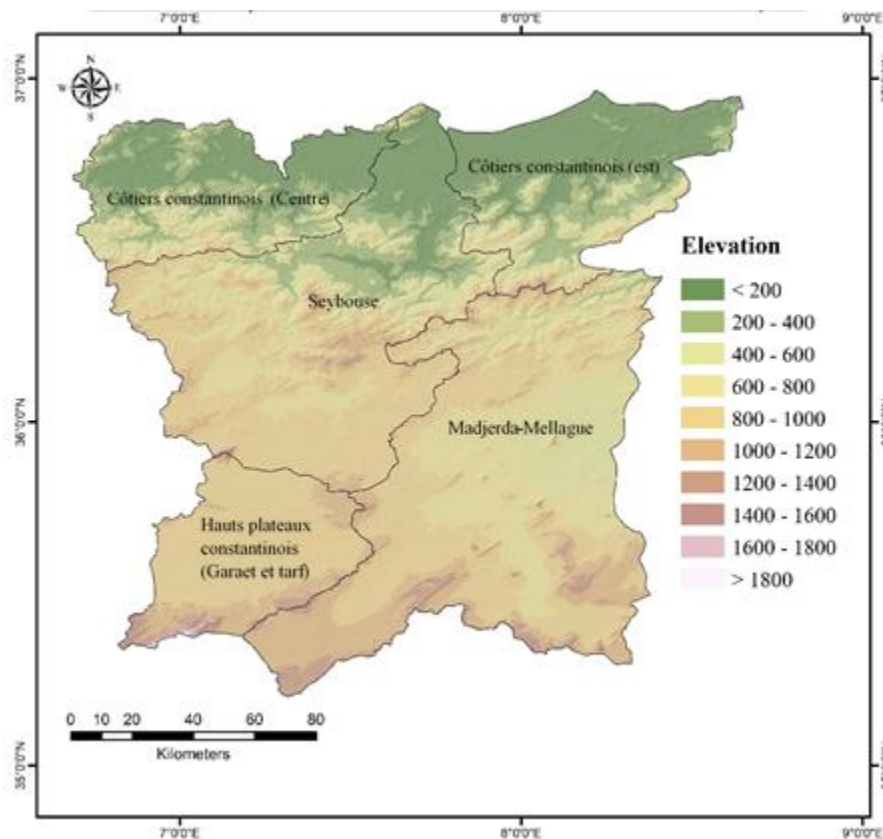 7°0'0"E 8°0'0"E 9°0'0"E
37°0'0"N
N
W E
S
Côtiers constantinois (est)
Côtiers constantinois (Centre)
Elevation
< 200
200 - 400
400 - 600
600 - 800
800 - 1000
1000 - 1200
1200 - 1400
1400 - 1600
1600 - 1800
> 1800
Seybouse
36°0'0"N
Madjerda-Mellague
Hauts plateaux
constantinois
(Garaet et tarf)
0 10 20 40 60 80
Kilometers
35°0'0"N
7°0'0"E 8°0'0"E 9°0'0"E